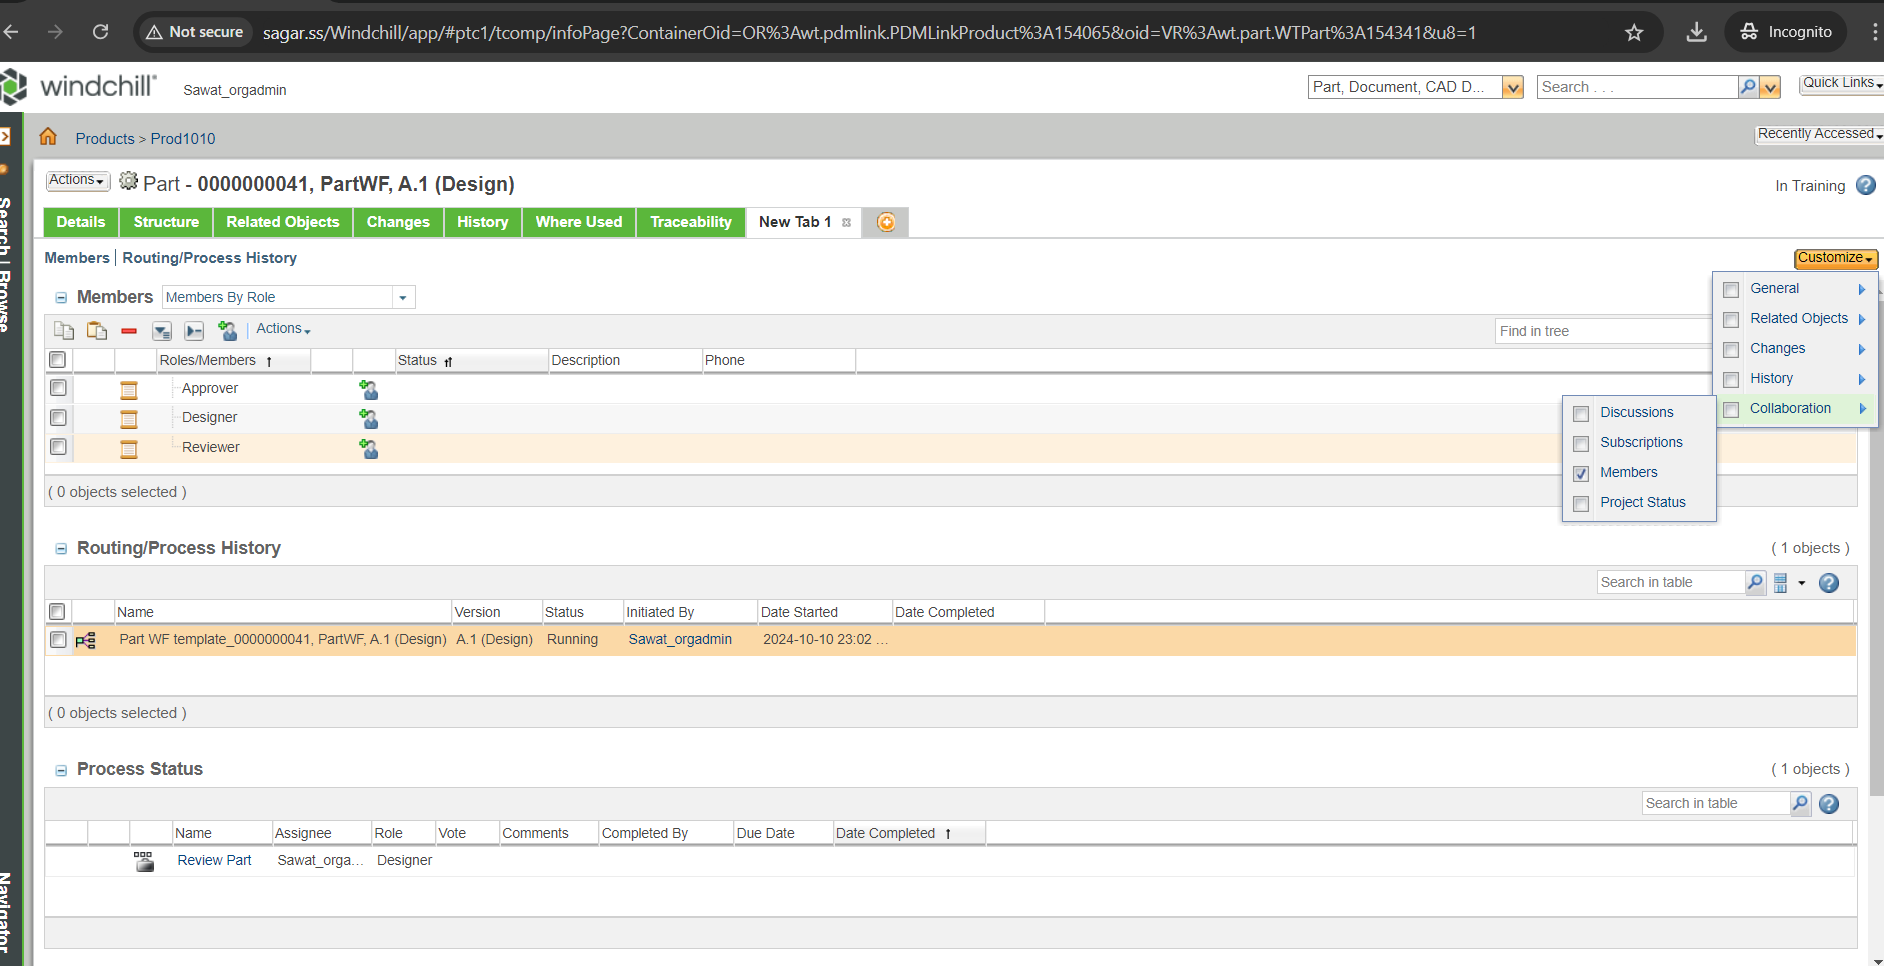 Not secure sagar.ss/Windchill/app/#ptc1/tcomp/infoPage?ContainerOid=OR%3Awt.pdmlink.PDMLinkProduct%3A154065&oid=VR%3Awt.part.WTPart%3A154341&u8=1 Incognito
windchill Sawat_orgadmin Part, Document, CAD D... Search . . . Quick Links
Products > Prod1010 Recently Accessed
Actions Part - 0000000041, PartWF, A.1 (Design) In Training
Details Structure Related Objects Changes History Where Used Traceability New Tab 1
Members | Routing/Process History Customize
Members Members By Role
Actions Find in tree
Roles/Members Status Description Phone
Approver
Designer
Reviewer
( 0 objects selected )
General
Related Objects
Changes
History
Collaboration
Discussions
Subscriptions
Members
Project Status
Routing/Process History ( 1 objects )
Search in table
Name Version Status Initiated By Date Started Date Completed
Part WF template_0000000041, PartWF, A.1 (Design) A.1 (Design) Running Sawat_orgadmin 2024-10-10 23:02 ...
( 0 objects selected )
Process Status ( 1 objects )
Search in table
Name Assignee Role Vote Comments Completed By Due Date Date Completed
Review Part Sawat_orga... Designer
Search | Browse
Navigator